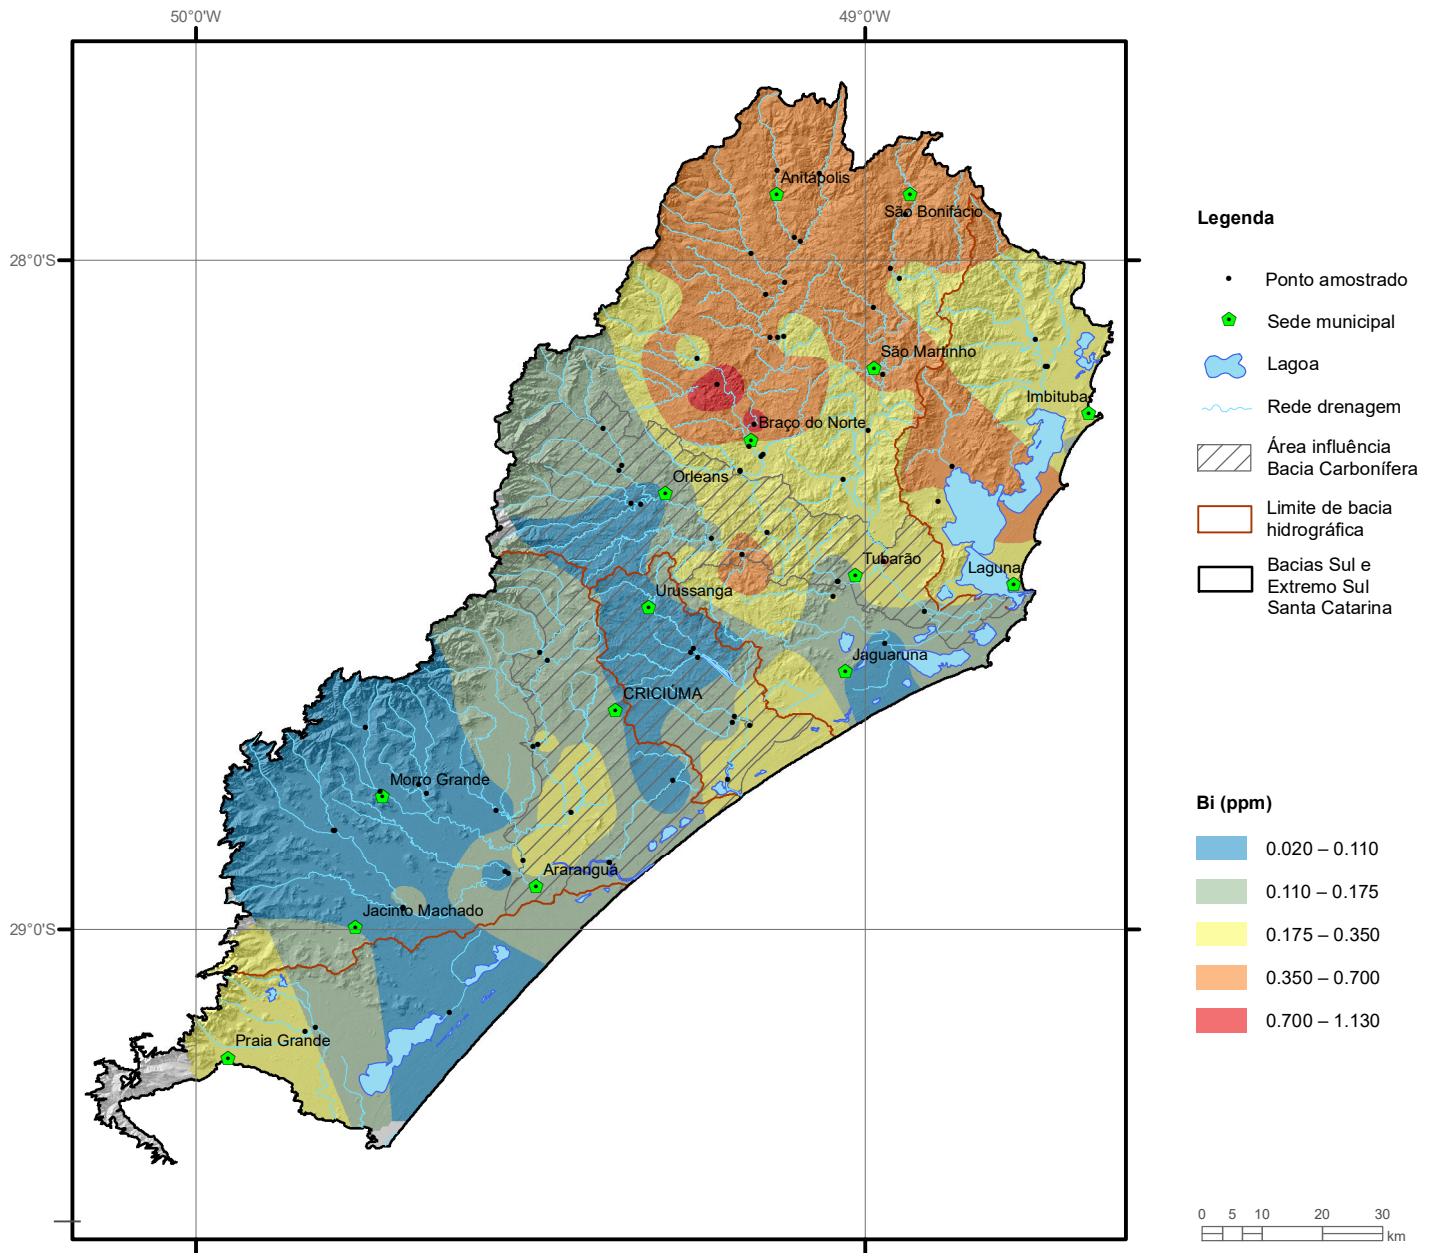 50°0'W
49°0'W
28°0'S
29°0'S
Anitápolis
São Bonifácio
São Martinho
Imbituba
Braço do Norte
Orleans
Tubarão
Laguna
Urussanga
Jaguaruna
CRICIÚMA
Morro Grande
Araranguá
Jacinto Machado
Praia Grande
Legenda
Ponto amostrado
Sede municipal
Lagoa
Rede drenagem
Área influência
Bacia Carbonífera
Limite de bacia
hidrográfica
Bacias Sul e
Extremo Sul
Santa Catarina
Bi (ppm)
0.020 – 0.110
0.110 – 0.175
0.175 – 0.350
0.350 – 0.700
0.700 – 1.130
0 5 10 20 30
km